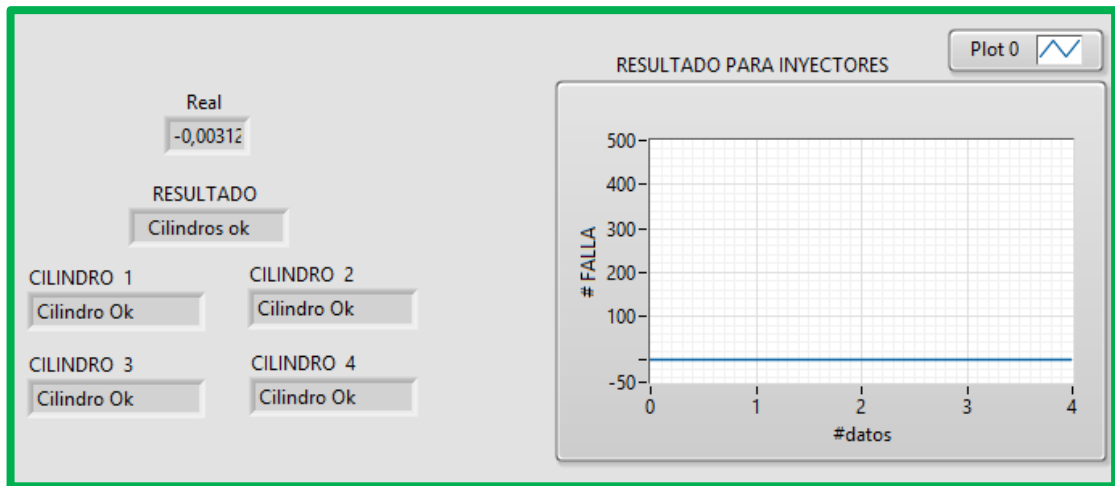 Real
-0,00312
RESULTADO
Cilindros ok
CILINDRO 1
Cilindro Ok
CILINDRO 2
Cilindro Ok
CILINDRO 3
Cilindro Ok
CILINDRO 4
Cilindro Ok
RESULTADO PARA INYECTORES
Plot 0
# FALLA
500
400
300
200
100
-50
0 1 2 3 4
#datos